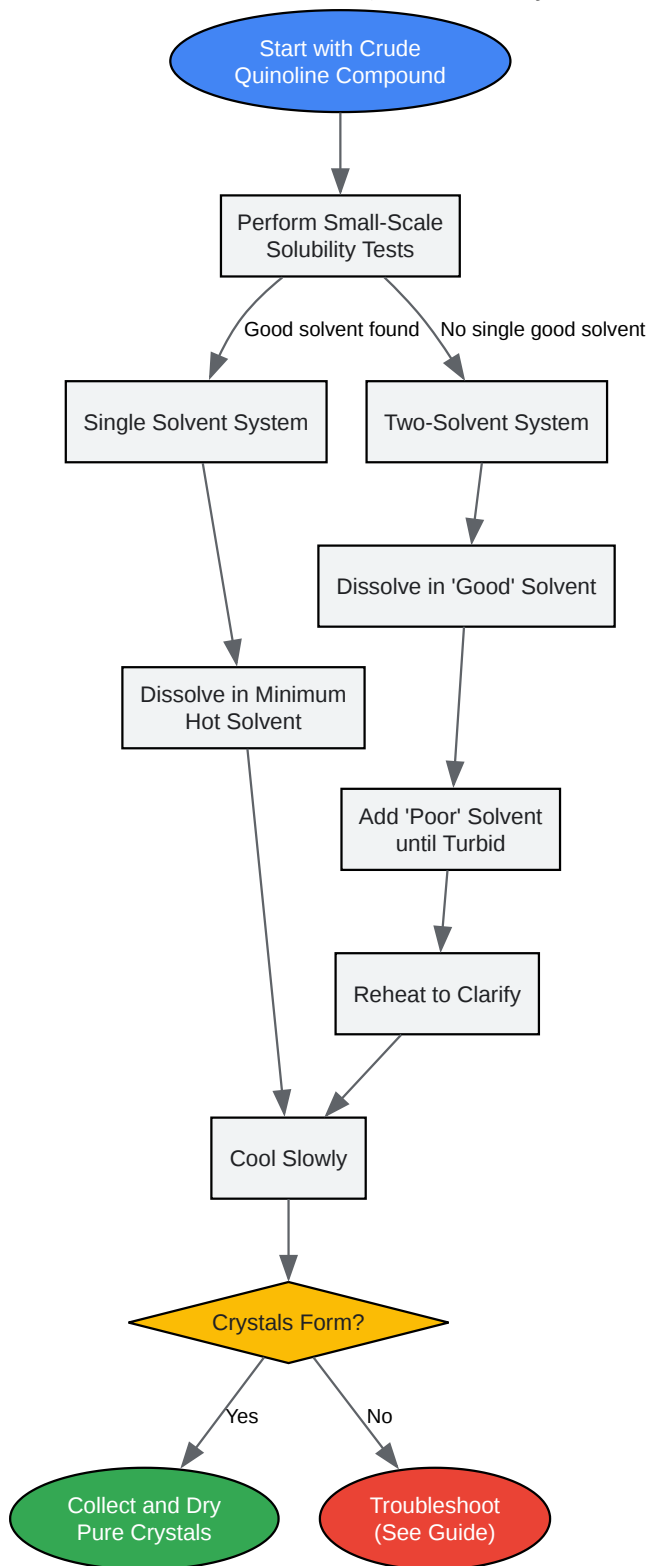 Start with Crude
Quinoline Compound
Perform Small-Scale
Solubility Tests
Good solvent found
No single good solvent
Single Solvent System
Two-Solvent System
Dissolve in 'Good' Solvent
Dissolve in Minimum
Hot Solvent
Add 'Poor' Solvent
until Turbid
Reheat to Clarify
Cool Slowly
Crystals Form?
Yes
No
Collect and Dry
Pure Crystals
Troubleshoot
(See Guide)